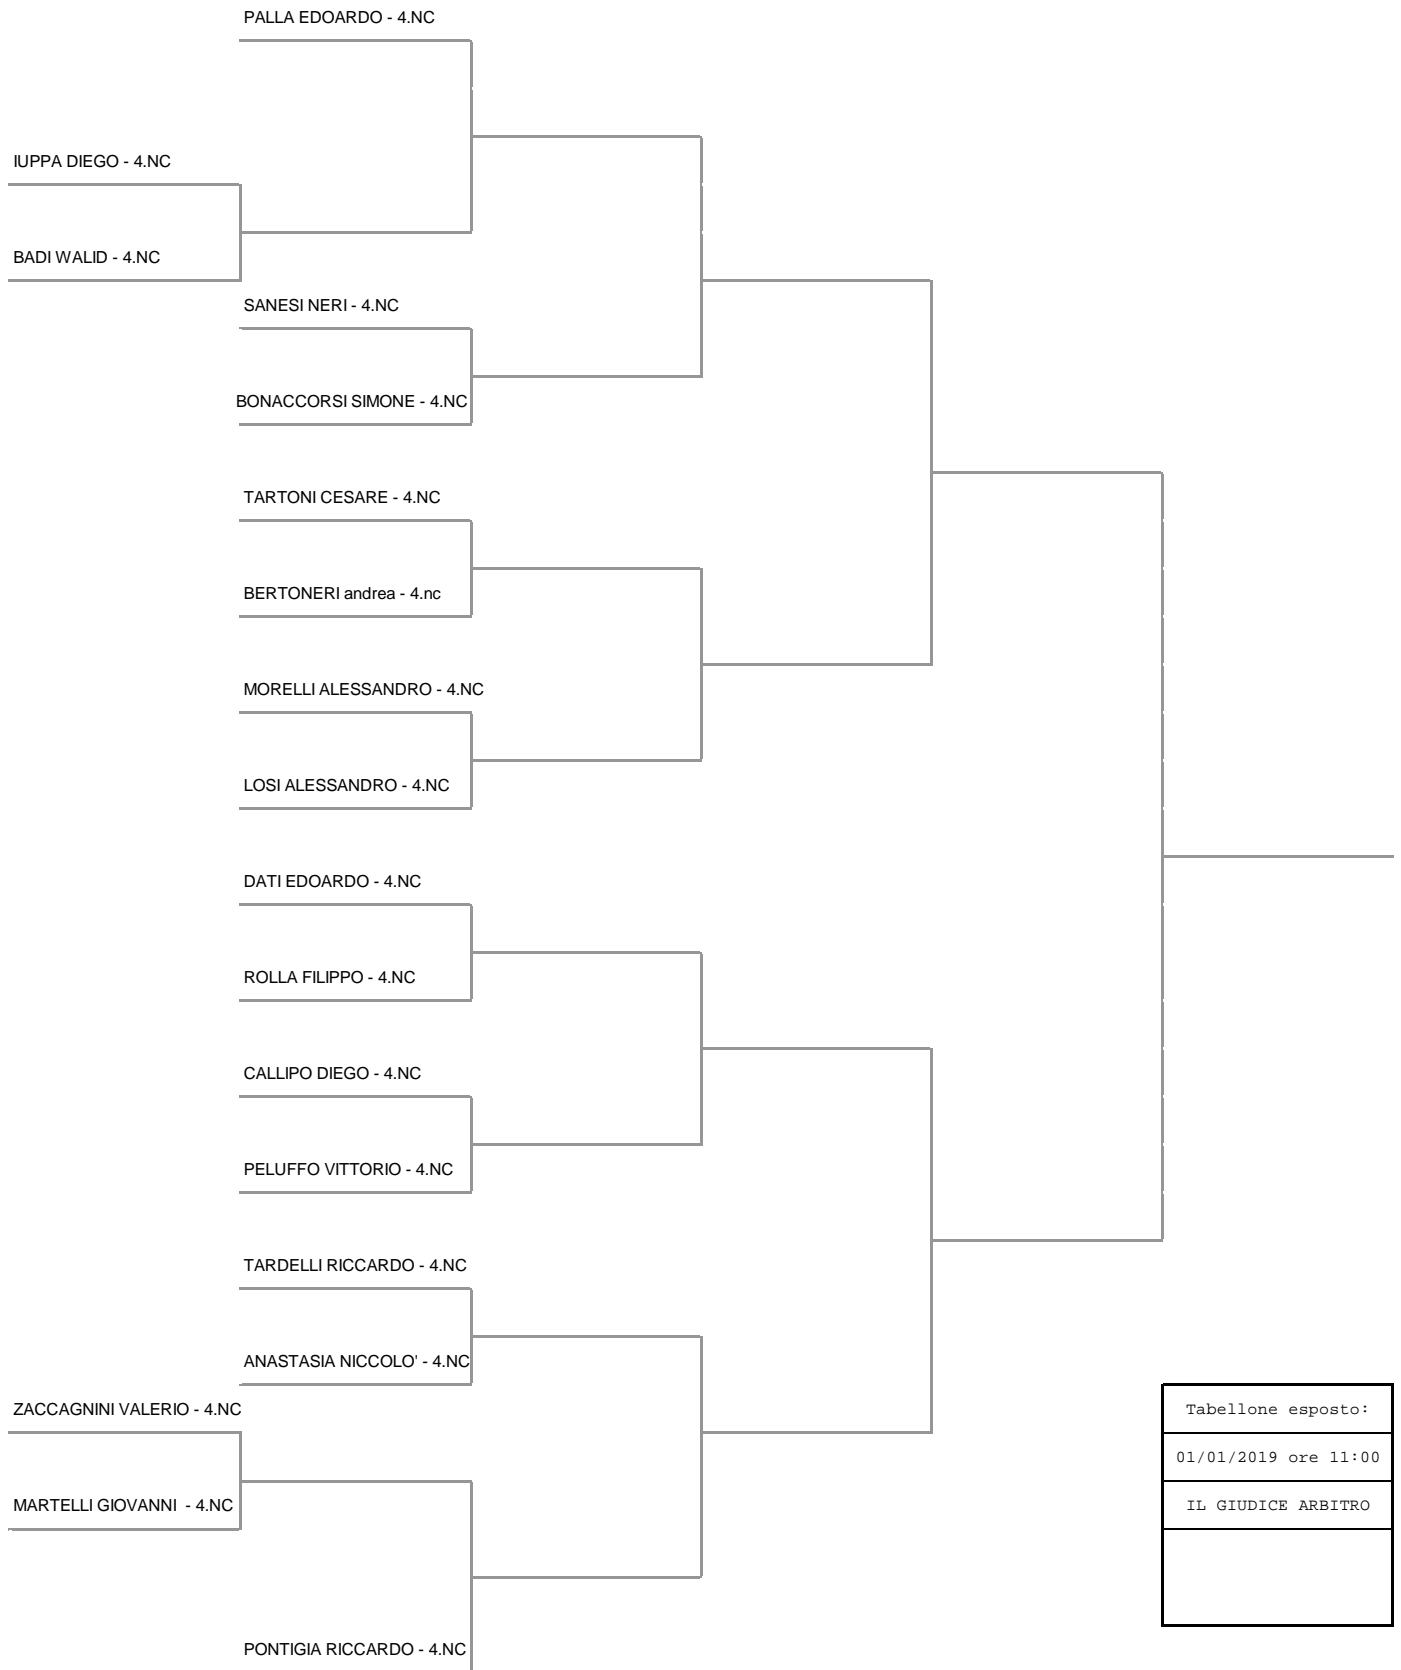 PALLA EDOARDO - 4.NC
IUPPA DIEGO - 4.NC
BADI WALID - 4.NC
SANESI NERI - 4.NC
BONACCORSI SIMONE - 4.NC
TARTONI CESARE - 4.NC
BERTONERI andrea - 4.nc
MORELLI ALESSANDRO - 4.NC
LOSI ALESSANDRO - 4.NC
DATI EDOARDO - 4.NC
ROLLA FILIPPO - 4.NC
CALLIPO DIEGO - 4.NC
PELUFFO VITTORIO - 4.NC
TARDELLI RICCARDO - 4.NC
ANASTASIA NICCOLO' - 4.NC
ZACCAGNINI VALERIO - 4.NC
MARTELLI GIOVANNI  - 4.NC
PONTIGIA RICCARDO - 4.NC
Tabellone esposto:
01/01/2019 ore 11:00
IL GIUDICE ARBITRO